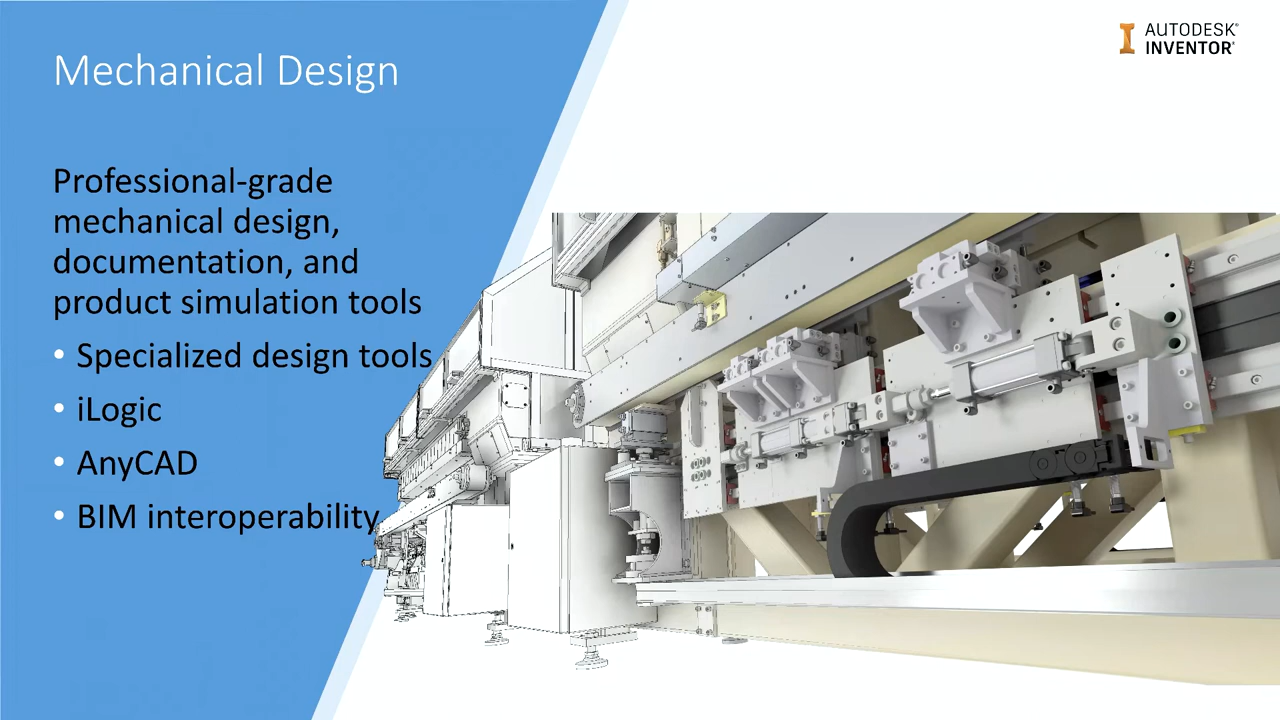 Mechanical Design
AUTODESK®
INVENTOR®
Professional-grade
mechanical design,
documentation, and
product simulation tools
• Specialized design tools
• iLogic
• AnyCAD
• BIM interoperability